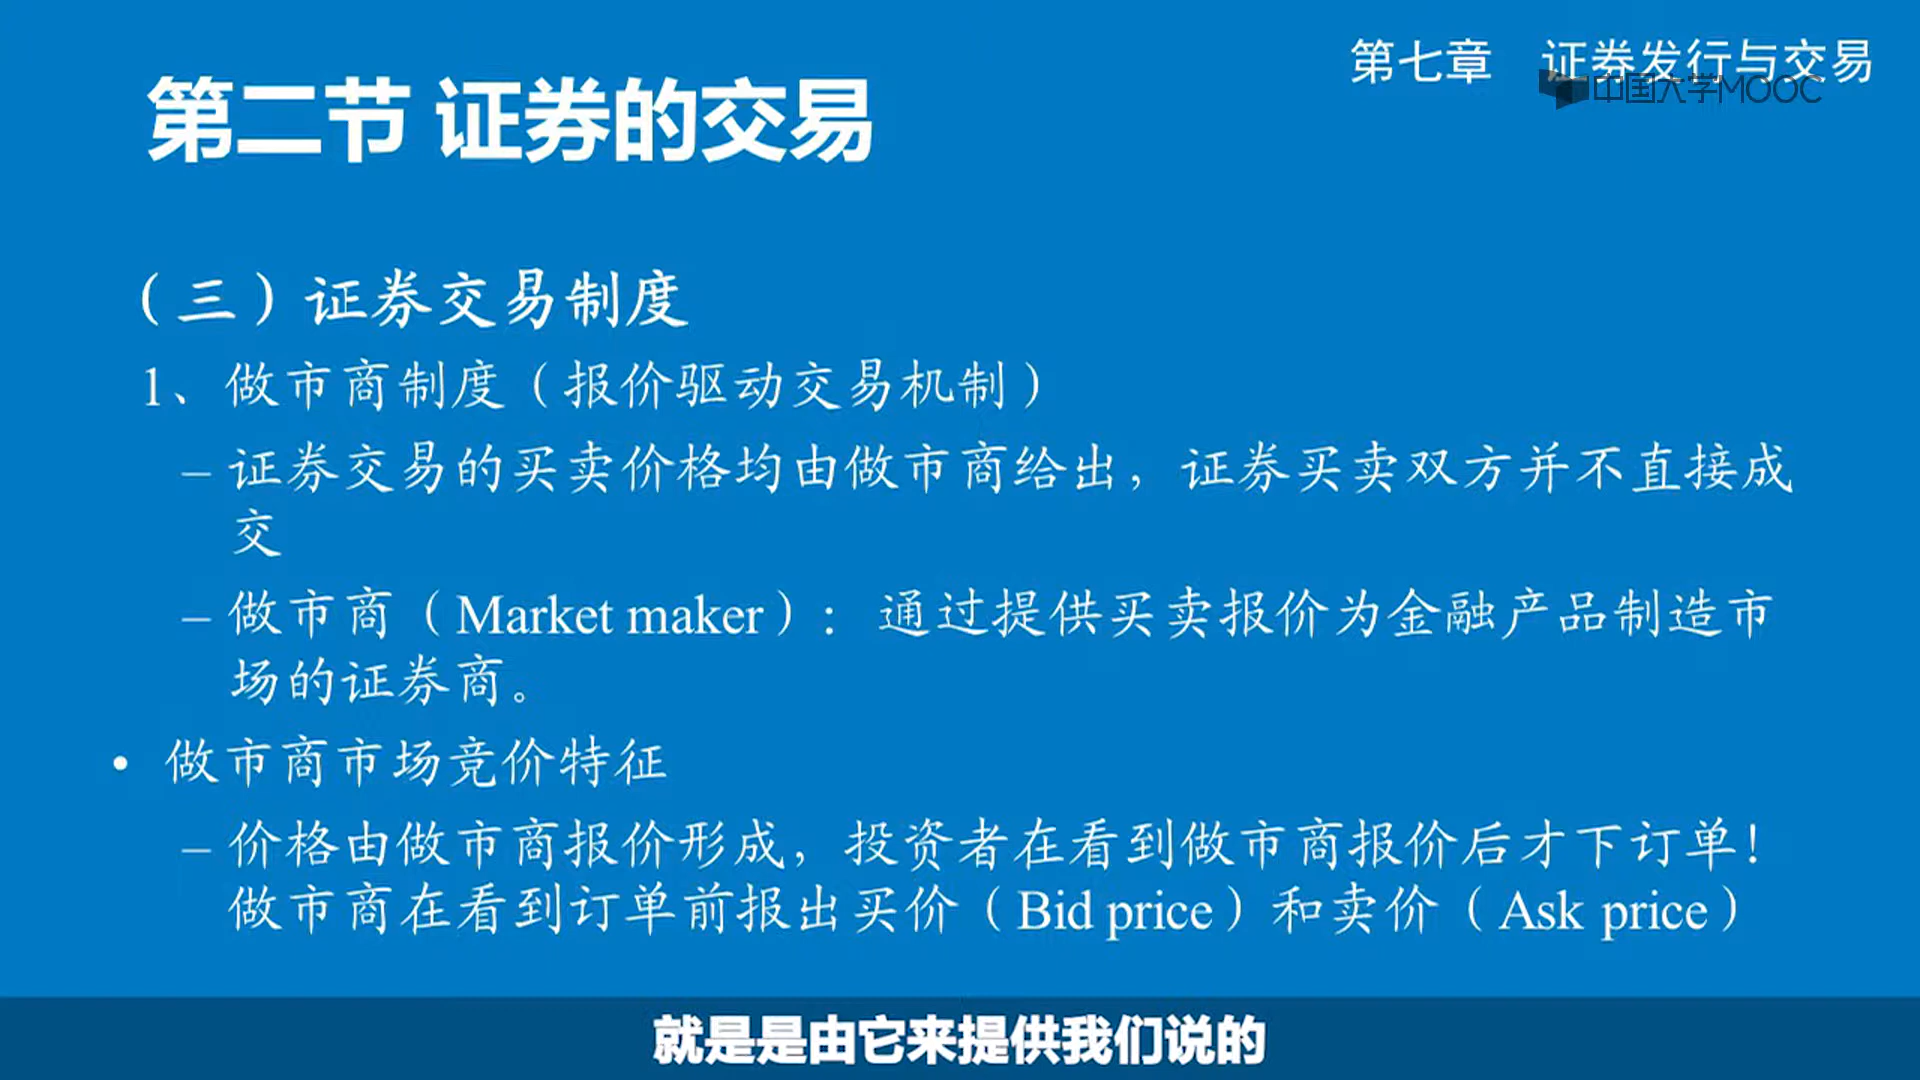 第七章 证券发行与交易
中国大学MOOC
第二节 证券的交易
（三）证券交易制度
1、做市商制度（报价驱动交易机制）
– 证券交易的买卖价格均由做市商给出，证券买卖双方并不直接成
交
– 做市商（Market maker）：通过提供买卖报价为金融产品制造市
场的证券商。
• 做市商市场竞价特征
– 价格由做市商报价形成，投资者在看到做市商报价后才下订单！
做市商在看到订单前报出买价（Bid price）和卖价（Ask price）
就是是由它来提供我们说的